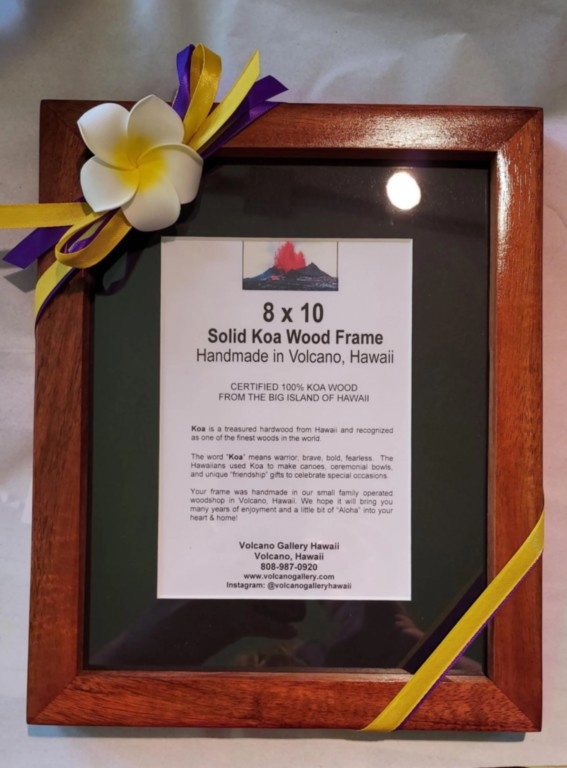 8 x 10
Solid Koa Wood Frame
Handmade in Volcano, Hawaii
CERTIFIED 100% KOA WOOD
FROM THE BIG ISLAND OF HAWAII
Koa is a treasured hardwood from Hawaii and recognized
as one of the finest woods in the world.
The word "Koa" means warrior, brave, bold, fearless. The
Hawaiians used Koa to make canoes, ceremonial bowls,
and unique "friendship" gifts to celebrate special occasions.
Your frame was handmade in our small family operated
woodshop in Volcano, Hawaii. We hope it will bring you
many years of enjoyment and a little bit of "Aloha" into your
heart & home!
Volcano Gallery Hawaii
Volcano, Hawaii
808-987-0920
www.volcanogallery.com
Instagram: @volcanogalleryhawaii